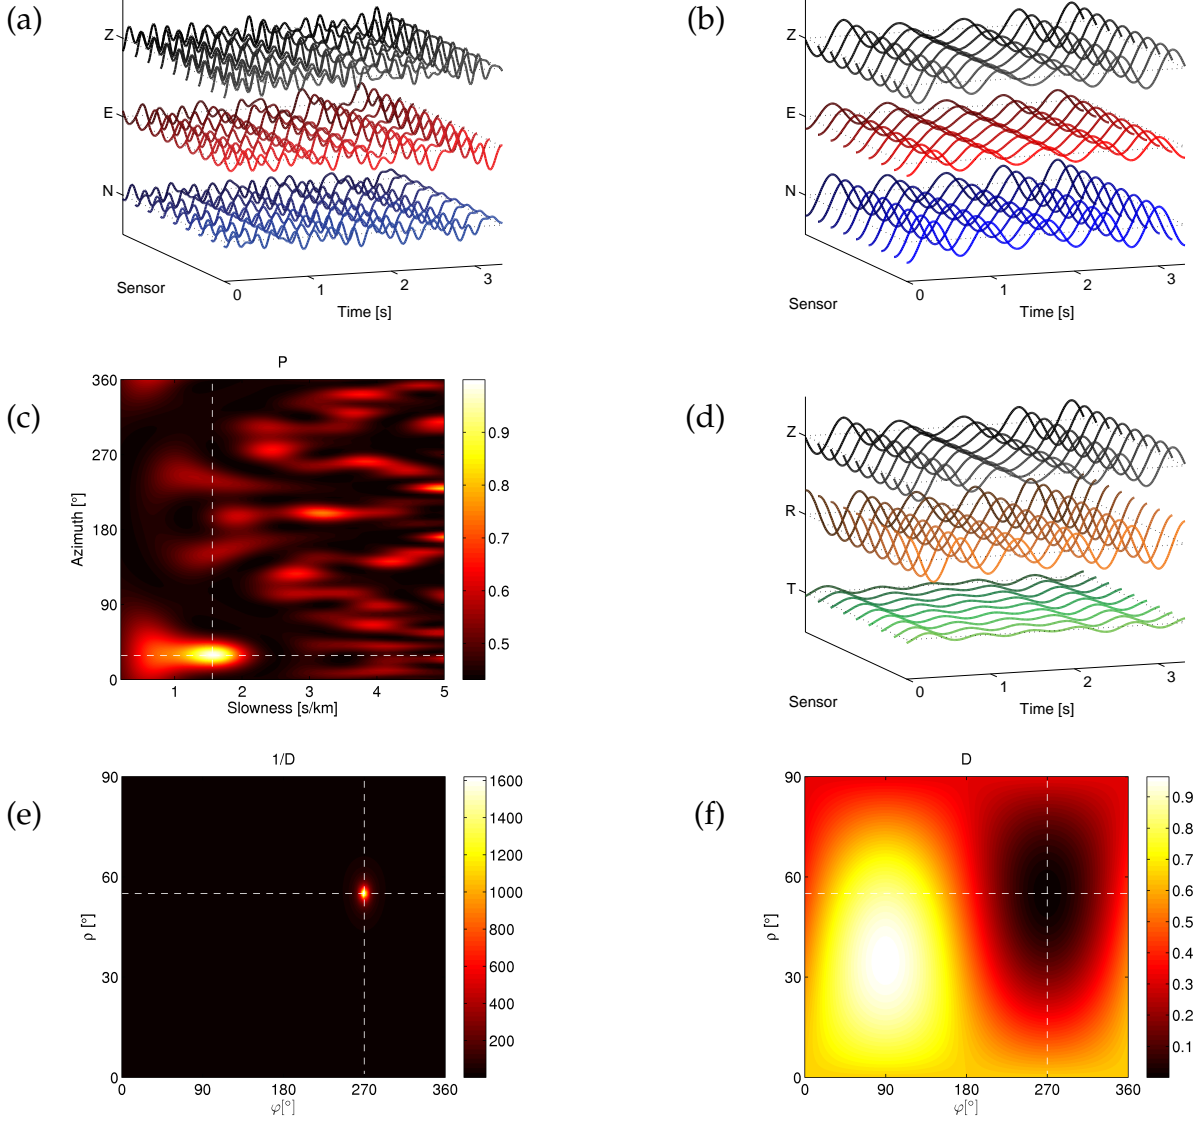 (a)
Z
E
N
Sensor
0
1
2
3
Time [s]
(b)
Z
E
N
Sensor
0
1
2
3
Time [s]
(c)
P
360
270
180
90
0
Azimuth [°]
1
2
3
4
5
Slowness [s/km]
0.9
0.8
0.7
0.6
0.5
(d)
Z
R
T
Sensor
0
1
2
3
Time [s]
(e)
1/D
90
60
30
0
ρ [°]
0
90
180
270
360
φ[°]
1600
1400
1200
1000
800
600
400
200
(f)
D
90
60
30
0
ρ [°]
0
90
180
270
360
φ[°]
0.9
0.8
0.7
0.6
0.5
0.4
0.3
0.2
0.1